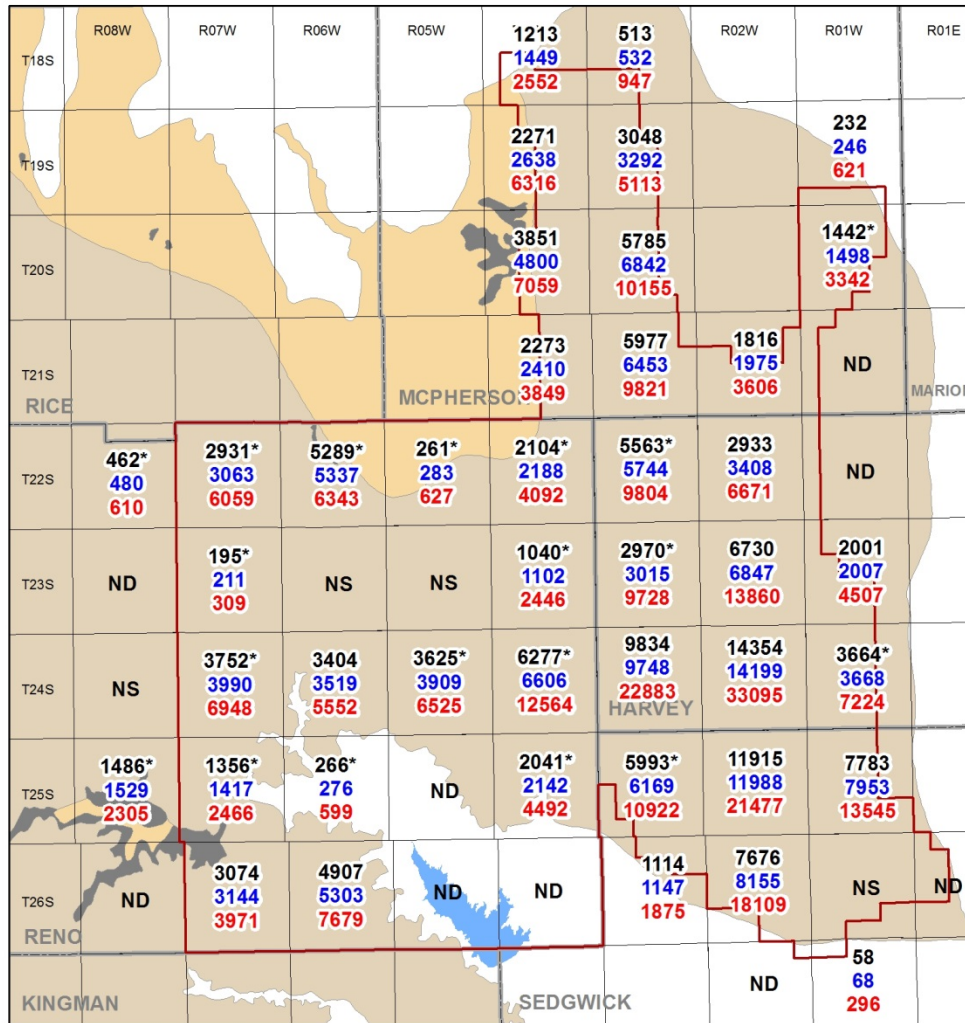 R08W R07W R06W R05W R02W R01W R01E
T18S
1213 513
1449 532
2552 947
T19S
2271 3048 232
2638 3292 246
6316 5113 621
T20S
3851 5785 1442*
4800 6842 1498
7059 10155 3342
T21S
2273 5977 1816 ND
2410 6453 1975
3849 9821 3606
RICE MCPHERSON MARION
T22S
462* 2931* 5289* 261* 2104* 5563* 2933 ND
480 3063 5337 283 2188 5744 3408
610 6059 6343 627 4092 9804 6671
T23S
ND 195* NS NS 1040* 2970* 6730 2001
211 1102 3015 6847 2007
309 2446 9728 13860 4507
T24S
NS 3752* 3404 3625* 6277* 9834 14354 3664*
3990 3519 3909 6606 9748 14199 3668
6948 5552 6525 12564 22883 33095 7224
HARVEY
T25S
1486* 1356* 266* ND 2041* 5993* 11915 7783
1529 1417 276 2142 6169 11988 7953
2305 2466 599 4492 10922 21477 13545
T26S
ND 3074 4907 ND ND 1114 7676 NS ND
3144 5303 1147 8155
3971 7679 1875 18109
RENO
KINGMAN SEDGWICK
ND 58
68
296